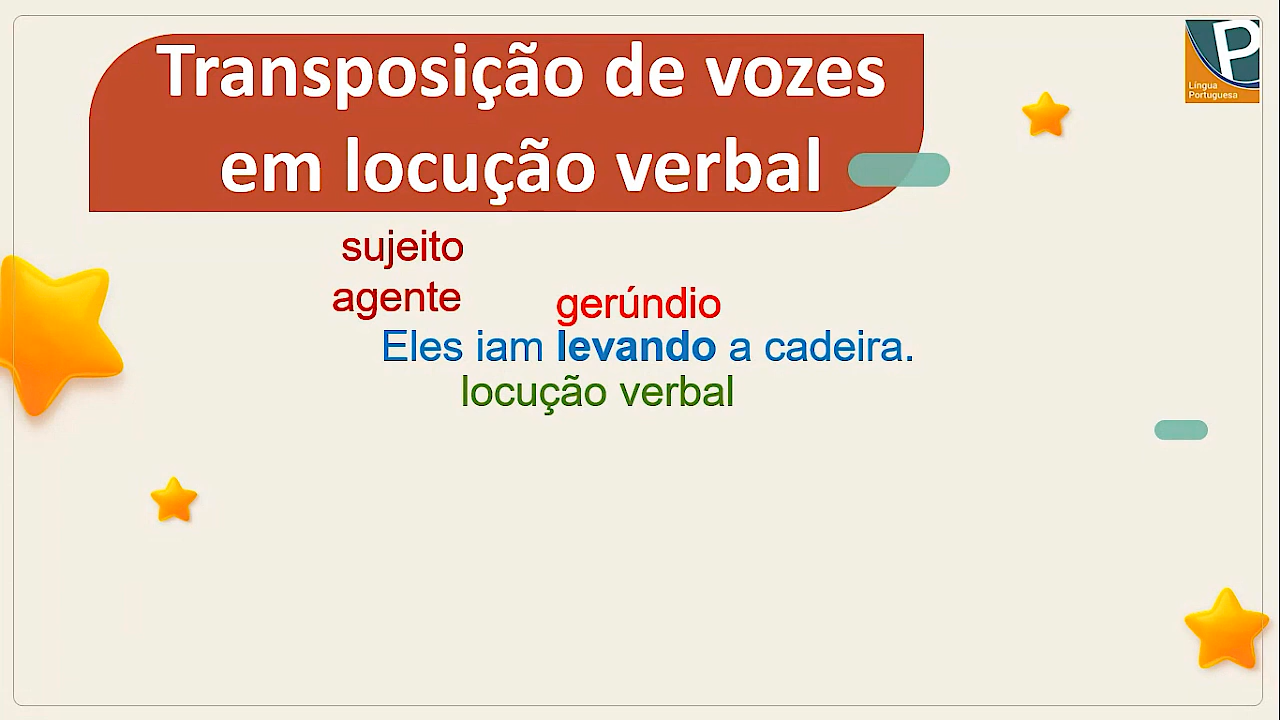 Transposição de vozes
em locução verbal
Língua
Portuguesa
sujeito
agente
gerúndio
Eles iam levando a cadeira.
locução verbal